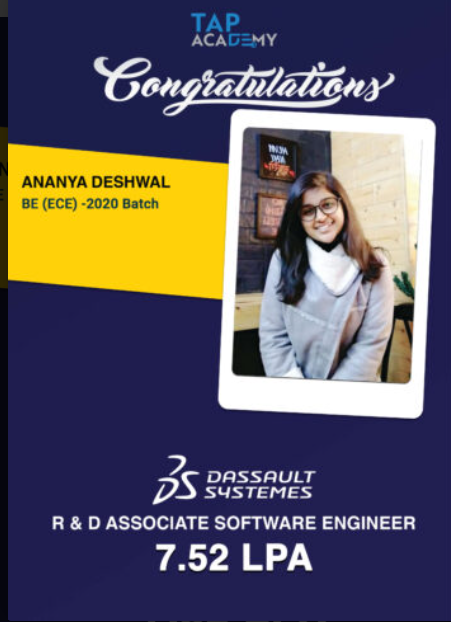 TAP
ACADEMY
Congratulations
ANANYA DESHWAL
BE (ECE) -2020 Batch
DASSAULT
SYSTEMES
R & D ASSOCIATE SOFTWARE ENGINEER
7.52 LPA